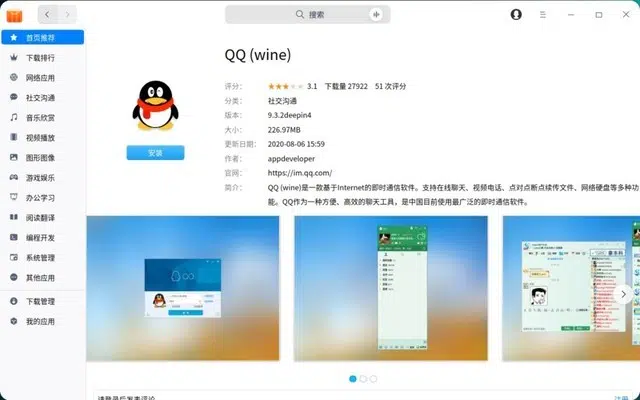 搜索
首页推荐
下载排行
网络应用
社交沟通
音乐欣赏
视频播放
图形图像
游戏娱乐
办公学习
阅读翻译
编程开发
系统管理
其他应用
下载管理
我的应用
QQ (wine)
安装
评分： 3.1 下载量 27922 51 次评分
分类： 社交沟通
版本： 9.3.2deepin4
大小： 226.97MB
更新日期： 2020-08-06 15:59
作者： appdeveloper
官网： https://im.qq.com/
简介： QQ (wine)是一款基于Internet的即时通信软件。支持在线聊天、视频电话、点对点断点续传文件、网络硬盘等多种功
能。QQ作为一种方便、高效的聊天工具，是中国目前使用最广泛的即时通信软件。
请登录后发表评论 注册